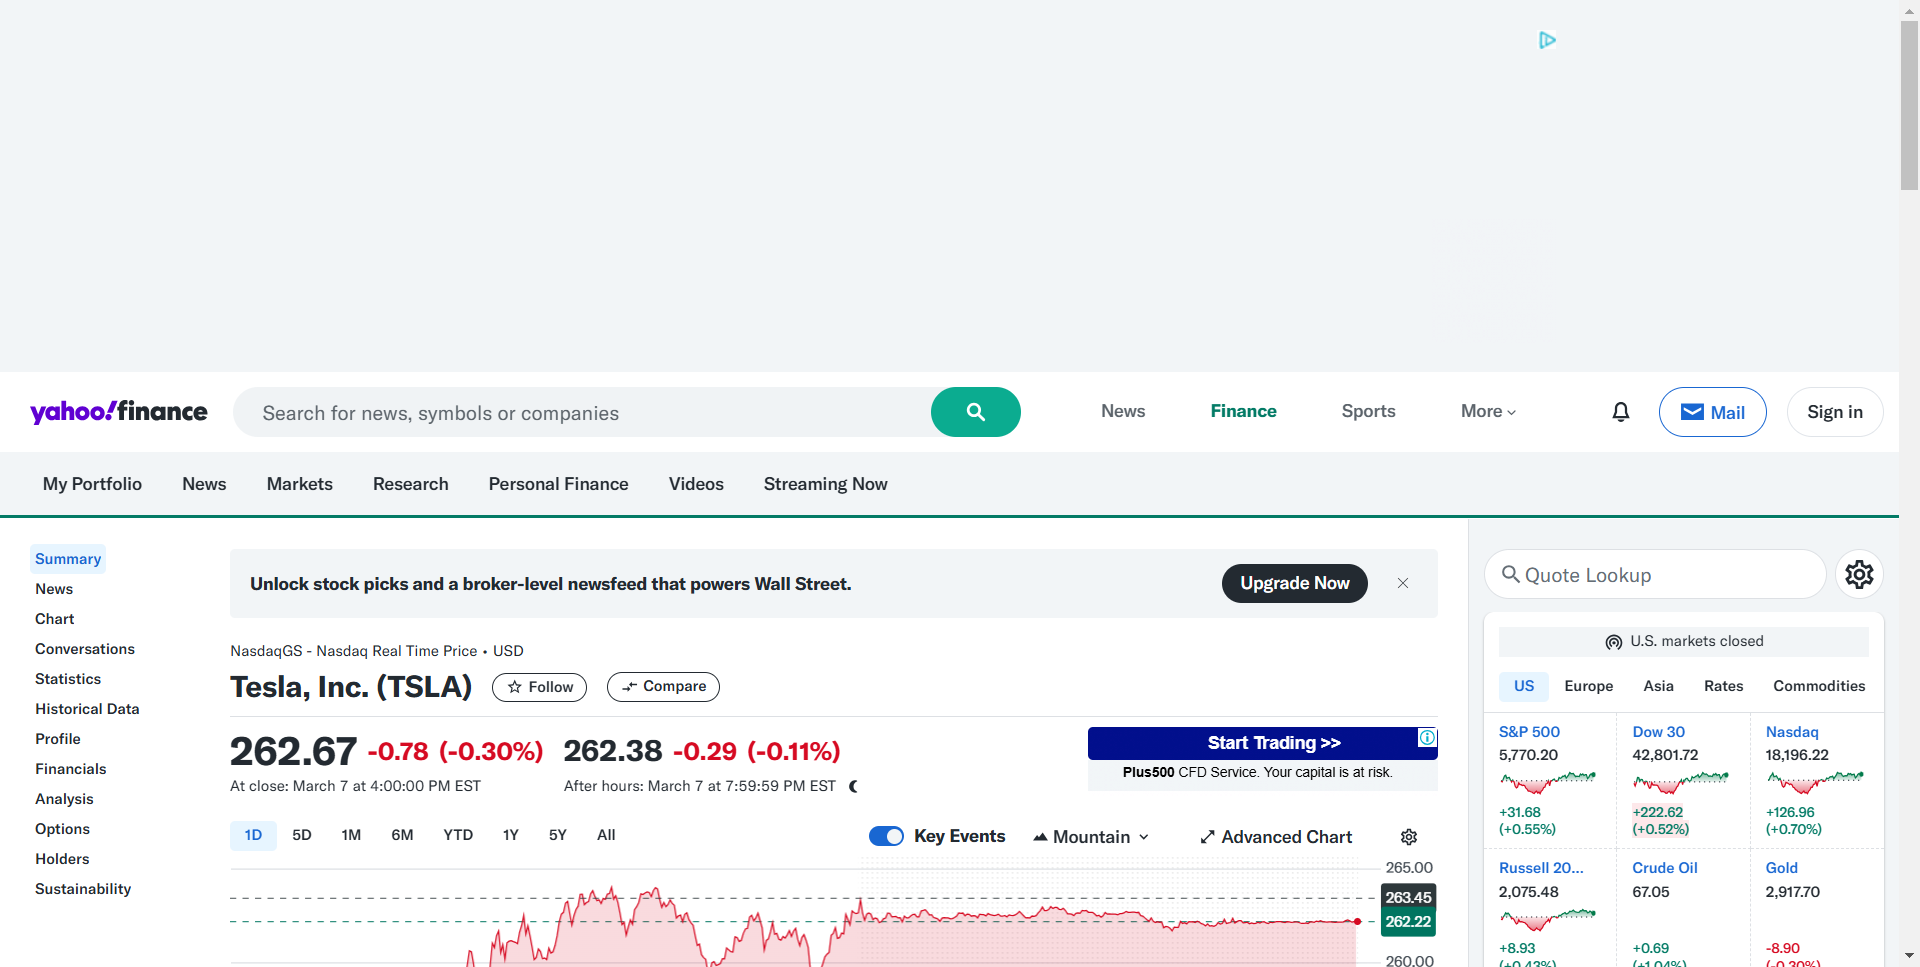 yahoo!finance
Search for news, symbols or companies
News
Finance
Sports
More
Mail
Sign in
My Portfolio
News
Markets
Research
Personal Finance
Videos
Streaming Now
Summary
News
Chart
Conversations
Statistics
Historical Data
Profile
Financials
Analysis
Options
Holders
Sustainability
Unlock stock picks and a broker-level newsfeed that powers Wall Street.
Upgrade Now
NasdaqGS - Nasdaq Real Time Price • USD
Tesla, Inc. (TSLA)
Follow
Compare
262.67 -0.78 (-0.30%)
At close: March 7 at 4:00:00 PM EST
262.38 -0.29 (-0.11%)
After hours: March 7 at 7:59:59 PM EST
Start Trading >>
Plus500 CFD Service. Your capital is at risk.
1D
5D
1M
6M
YTD
1Y
5Y
All
Key Events
Mountain
Advanced Chart
265.00
263.45
262.22
260.00
Quote Lookup
U.S. markets closed
US
Europe
Asia
Rates
Commodities
S&P 500
5,770.20
+31.68
(+0.55%)
Dow 30
42,801.72
+222.62
(+0.52%)
Nasdaq
18,196.22
+126.96
(+0.70%)
Russell 20...
2,075.48
+8.93
(+0.43%)
Crude Oil
67.05
+0.69
(+1.04%)
Gold
2,917.70
-8.90
(-0.30%)